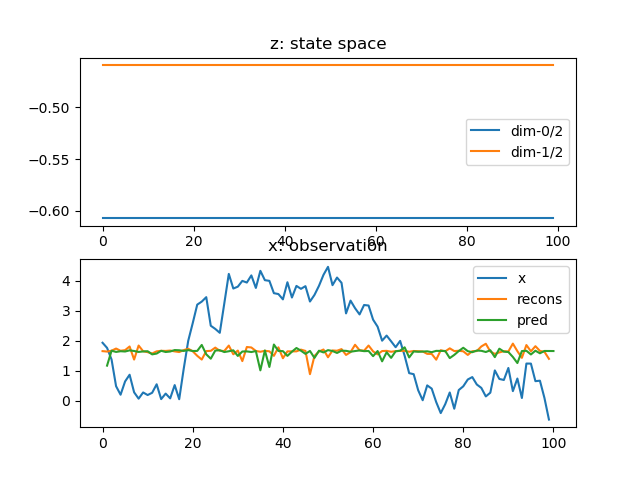 z: state space
−0.50
−0.55
−0.60
dim-0/2
dim-1/2
0 20 40 60 80 100
x: observation
4
3
2
1
0
x
recons
pred
0 20 40 60 80 100